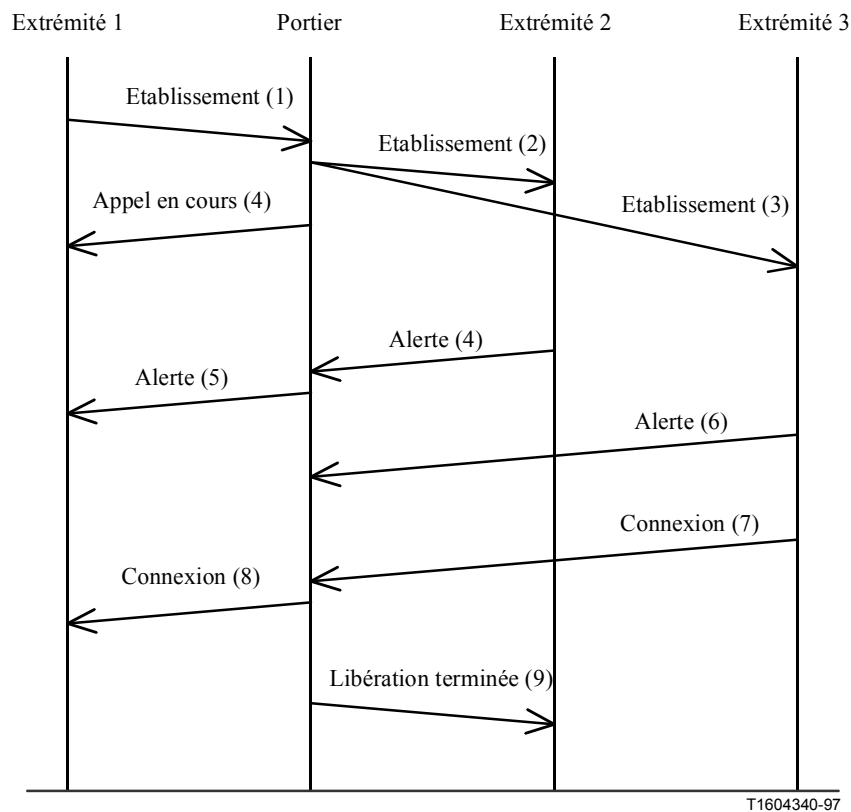 Extrémité 1 Portier Extrémité 2 Extrémité 3
Etablissement (1)
Etablissement (2)
Appel en cours (4)
Etablissement (3)
Alerte (4)
Alerte (5)
Alerte (6)
Connexion (7)
Connexion (8)
Libération terminée (9)
T1604340-97